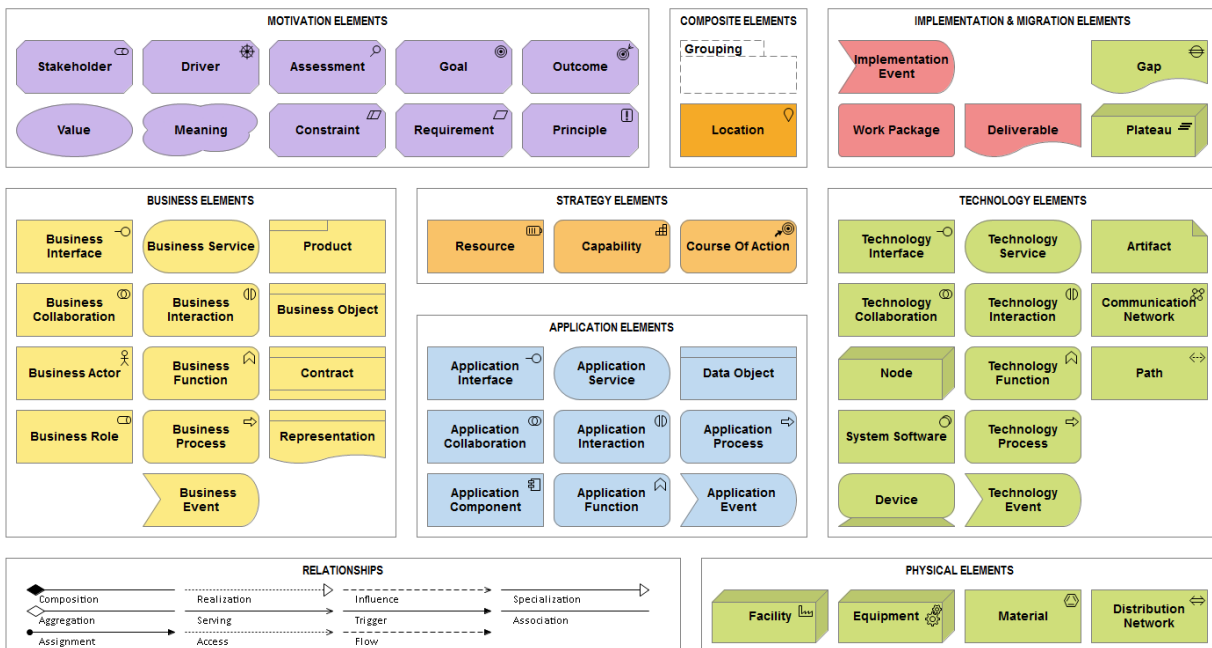 MOTIVATION ELEMENTS
Stakeholder
Driver
Assessment
Goal
Outcome
Value
Meaning
Constraint
Requirement
Principle
COMPOSITE ELEMENTS
Grouping
Location
IMPLEMENTATION & MIGRATION ELEMENTS
Implementation
Event
Gap
Work Package
Deliverable
Plateau
BUSINESS ELEMENTS
Business
Interface
Business Service
Product
Business
Collaboration
Business
Interaction
Business Object
Business Actor
Business
Function
Contract
Business Role
Business
Process
Representation
Business
Event
STRATEGY ELEMENTS
Resource
Capability
Course Of Action
APPLICATION ELEMENTS
Application
Interface
Application
Service
Data Object
Application
Collaboration
Application
Interaction
Application
Process
Application
Component
Application
Function
Application
Event
TECHNOLOGY ELEMENTS
Technology
Interface
Technology
Service
Artifact
Technology
Collaboration
Technology
Interaction
Communication
Network
Node
Technology
Function
Path
System Software
Technology
Process
Device
Technology
Event
RELATIONSHIPS
Composition
Realization
Influence
Specialization
Aggregation
Serving
Trigger
Association
Assignment
Access
Flow
PHYSICAL ELEMENTS
Facility
Equipment
Material
Distribution
Network